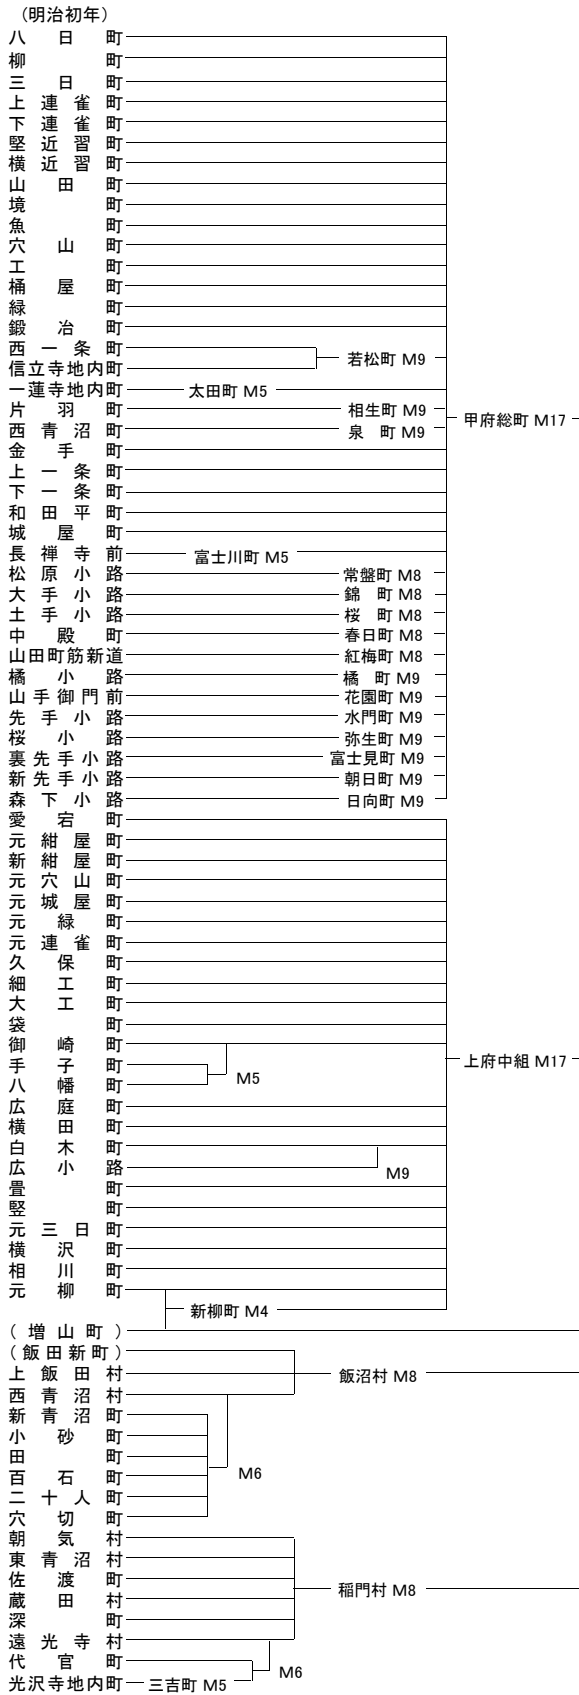 (明治初年)
八日町
柳町
三日町
上連雀町
下連雀町
堅近習町
横近習町
山田町
境町
魚町
穴山町
工町
桶屋町
緑町
鍛冶町
西一条町
若松町 M9
信立寺地内町
一蓮寺地内町 太田町 M5
片羽町 相生町 M9
甲府総町 M17
西青沼町 泉町 M9
金手町
上一条町
下一条町
和田平町
城屋町
長禅寺前 富士川町 M5
松原小路 常盤町 M8
大手小路 錦町 M8
土手小路 桜町 M8
中殿町 春日町 M8
山田町筋新道 紅梅町 M8
橘小路 橘町 M9
山手御門前 花園町 M9
先手小路 水門町 M9
桜小路 弥生町 M9
裏先手小路 富士見町 M9
新先手小路 朝日町 M9
森下小路 日向町 M9
愛宕町
元紺屋町
新紺屋町
元穴山町
元城屋町
元緑町
元連雀町
久保町
細工町
大工町
袋町
御崎町
上府中組 M17
手子町
M5
八幡町
広庭町
横田町
白木町
広小路
M9
畳町
竪町
元三日町
横沢町
相川町
元柳町
新柳町 M4
(増山町)
(飯田新町)
上飯田村 飯沼村 M8
西青沼村
新青沼町
小砂町
田町
百石町
M6
二十人町
穴切町
朝気村
東青沼村
佐渡町
稲門村 M8
蔵田村
深町
遠光寺村
代官町
M6
光沢寺地内町 三吉町 M5